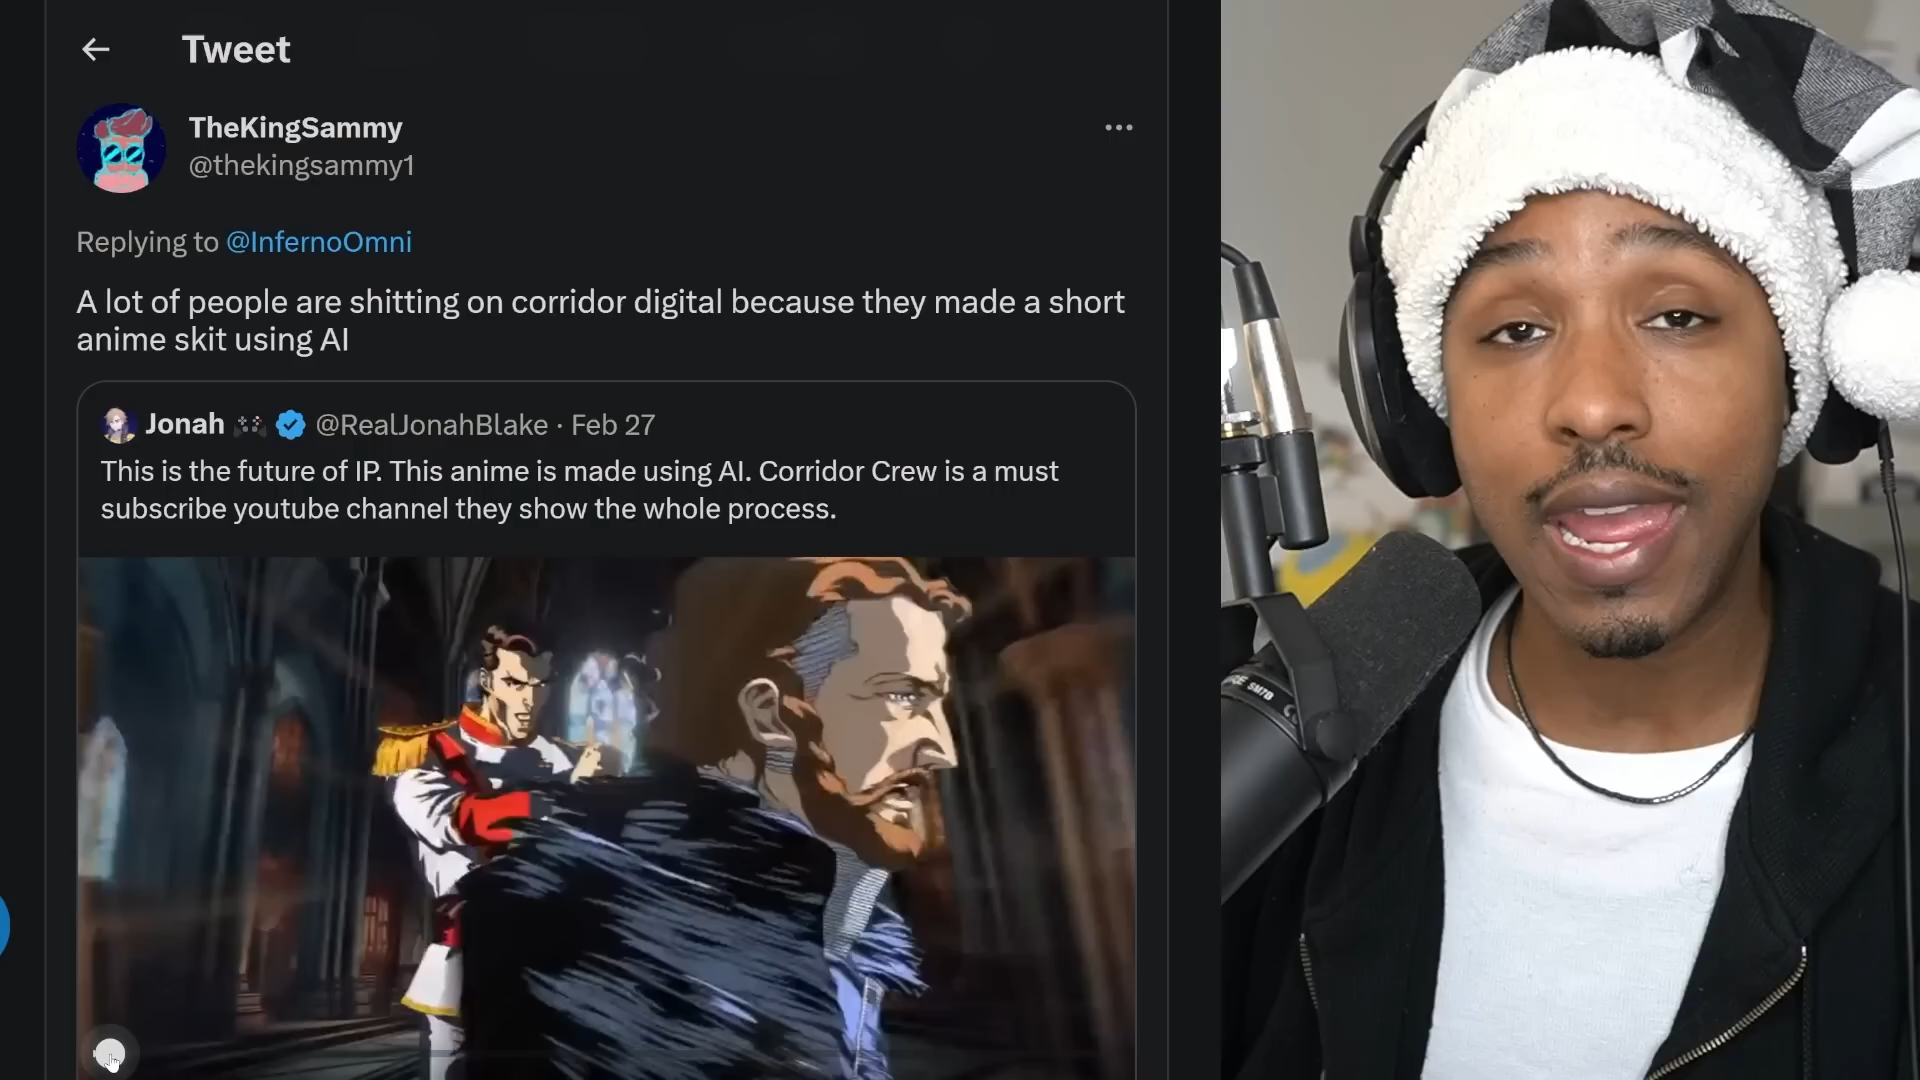 Tweet
TheKingSammy
@thekingsammy1
Replying to @InfernoOmni
A lot of people are shitting on corridor digital because they made a short
anime skit using AI
Jonah @RealJonahBlake · Feb 27
This is the future of IP. This anime is made using AI. Corridor Crew is a must
subscribe youtube channel they show the whole process.
SM7B